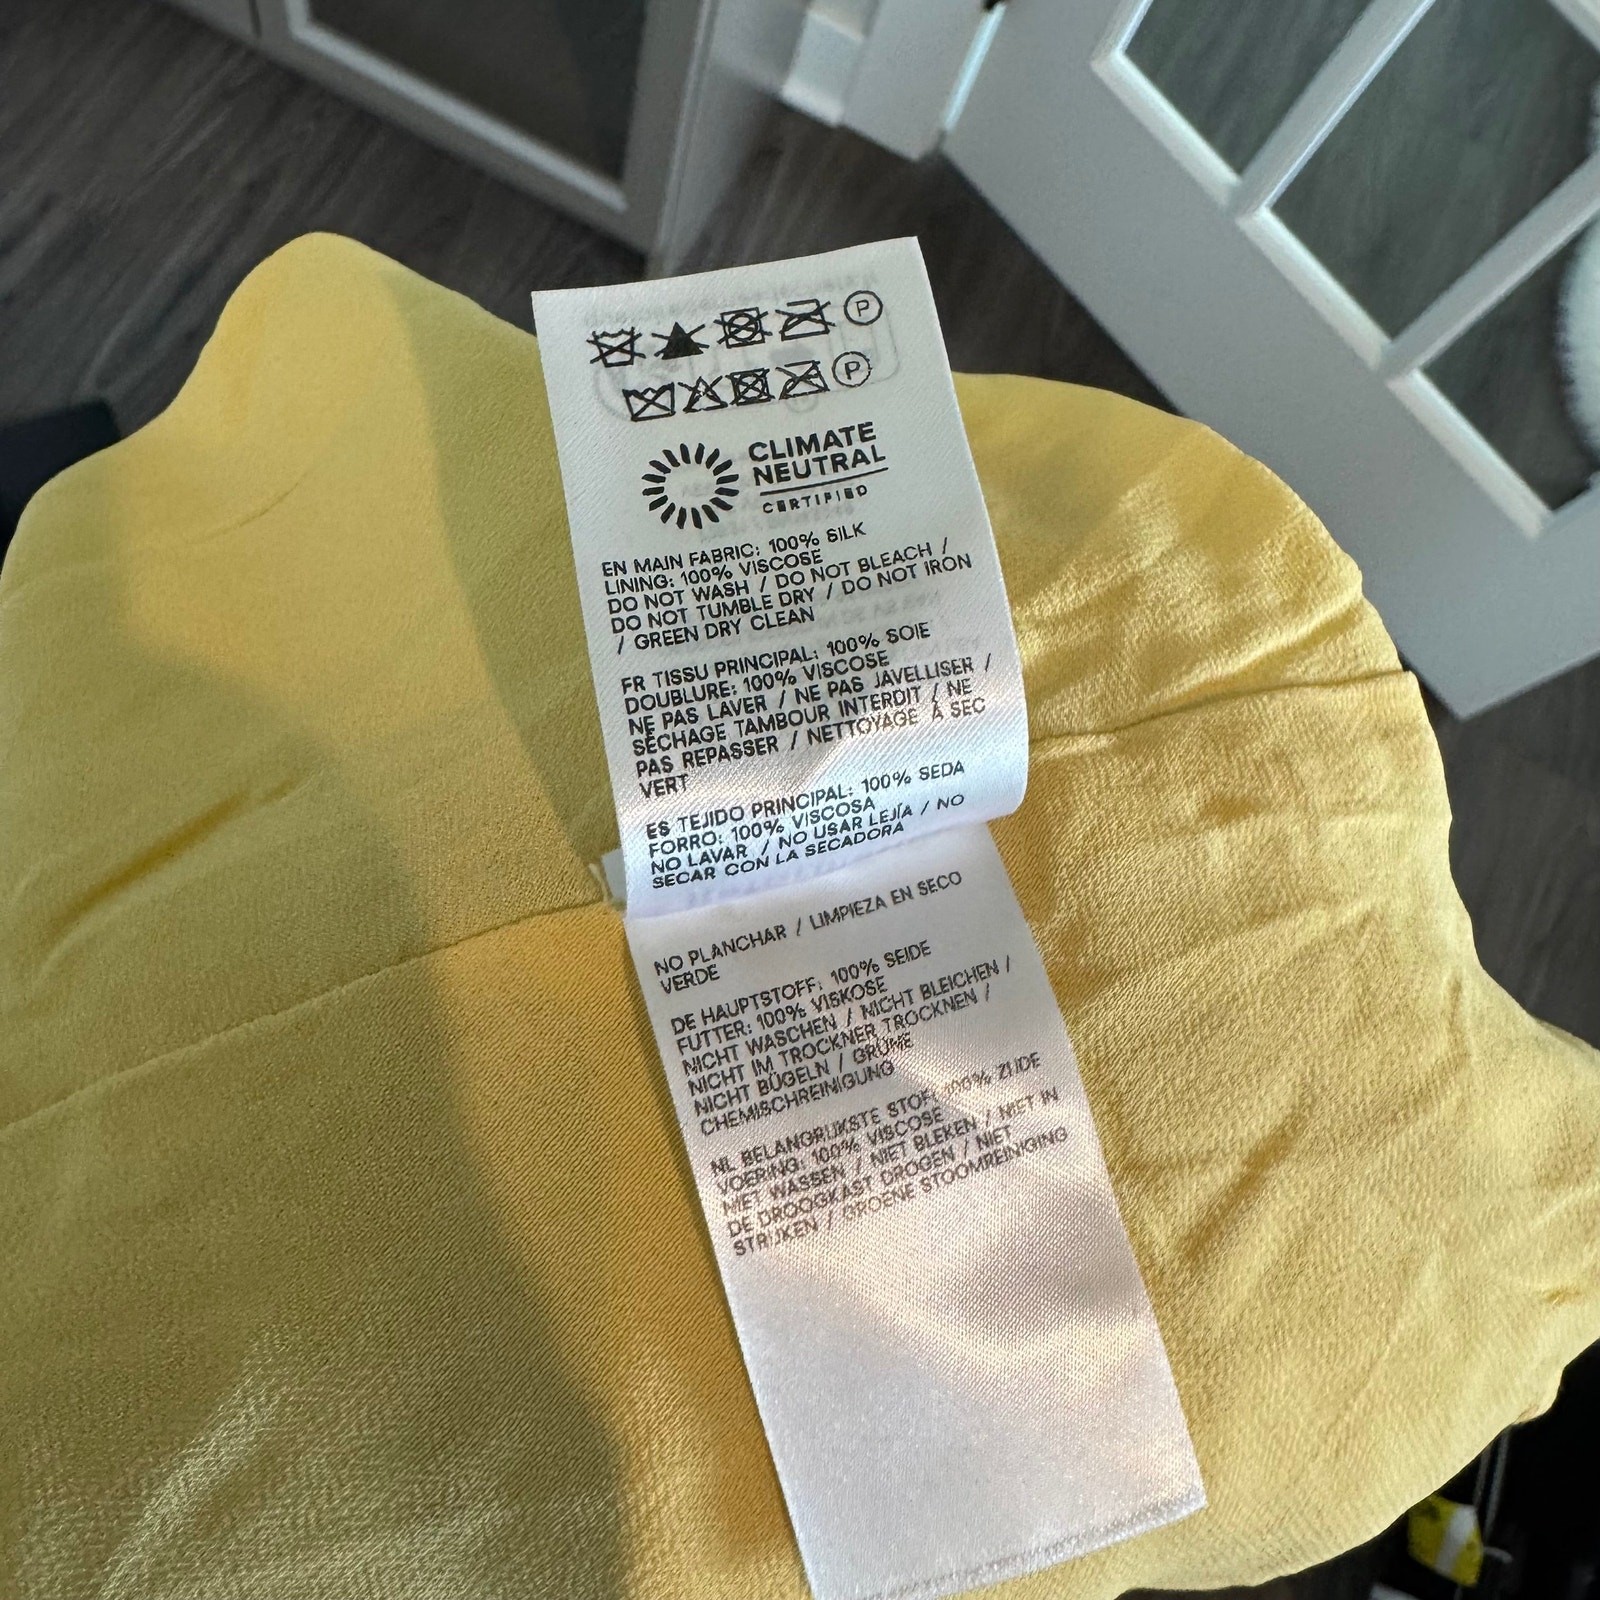 P
P
CLIMATE
NEUTRAL
CERTIFIED
EN MAIN FABRIC: 100% SILK
LINING: 100% VISCOSE
DO NOT WASH / DO NOT BLEACH /
DO NOT TUMBLE DRY / DO NOT IRON
/ GREEN DRY CLEAN
FR TISSU PRINCIPAL: 100% SOIE
DOUBLURE: 100% VISCOSE
NE PAS LAVER / NE PAS JAVELLISER /
SÉCHAGE TAMBOUR INTERDIT / NE
PAS REPASSER / NETTOYAGE À SEC
VERT
ES TEJIDO PRINCIPAL: 100% SEDA
FORRO: 100% VISCOSA
NO LAVAR / NO USAR LEJÍA / NO
SECAR CON LA SECADORA
NO PLANCHAR / LIMPIEZA EN SECO
VERDE
DE HAUPTSTOFF: 100% SEIDE
FUTTER: 100% VISKOSE
NICHT WASCHEN / NICHT BLEICHEN /
NICHT IM TROCKNER TROCKNEN /
NICHT BÜGELN / GRÜNE
CHEMISCHREINIGUNG
NL BELANGRIJKSTE STOF: 100% ZIJDE
VOERING: 100% VISCOSE
NIET WASSEN / NIET BLEKEN / NIET IN
DE DROOGKAST DROGEN / NIET
STRIJKEN / GROENE STOOMREINIGING